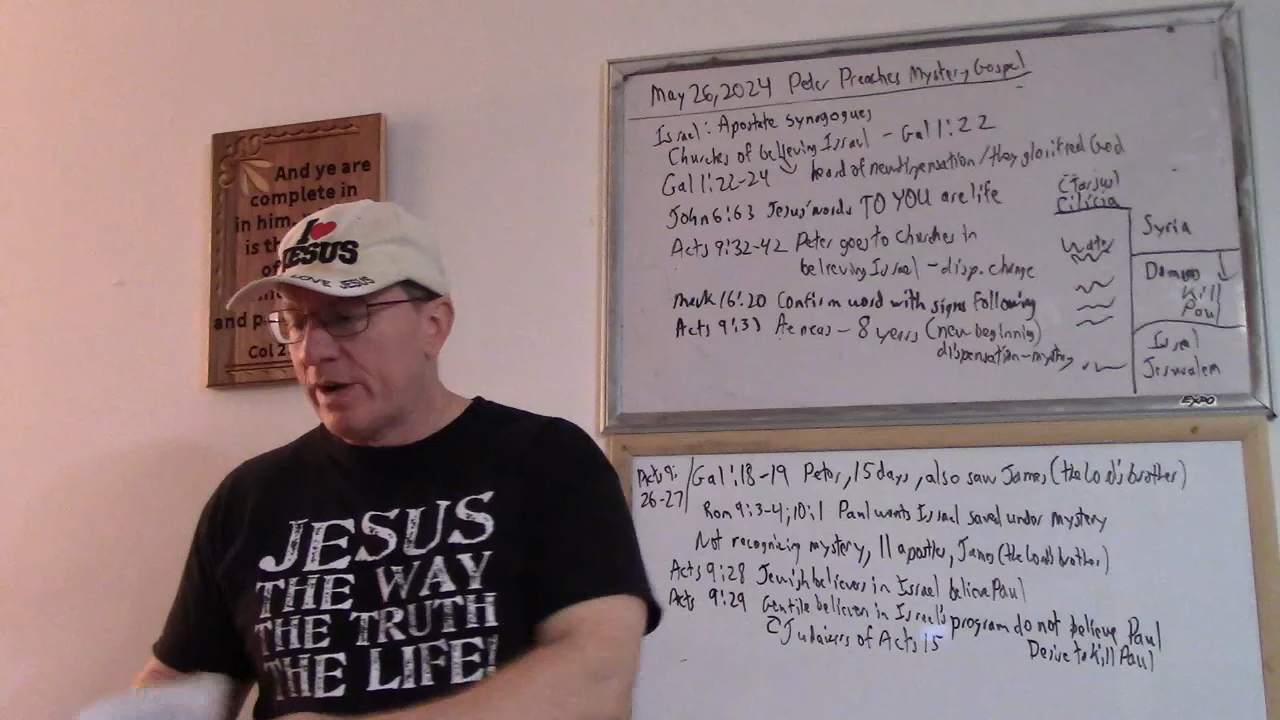 And ye are
complete in
in him,
is th
of
and p
Col 2
I ♥
JESUS
I LOVE JESUS
JESUS
THE WAY
THE TRUTH
THE LIFE!
May 26, 2024 Peter Preaches Mystery Gospel
Israel: Apostate synagogues
Churches of believing Israel - Gal 1:22
Gal 1:22-24 heard of new dispensation/they glorified God
John 6:63 Jesus' words TO YOU are life
Acts 9:32-42 Peter goes to churches in
believing Israel - disp. change
Mark 16:20 Confirm word with signs following
Acts 9:33 Aeneas - 8 years (new beginning)
dispensation-mystery
(Tarsus)
Cilicia
Syria
Water
Damas
Kill
Paul
Israel
Jerusalem
EXPO
Acts 9:
26-27
Gal 1:18-19 Peter, 15 days, also saw James (the Lord's brother)
Rom 9:3-4; 10:1 Paul wants Israel saved under mystery
Not recognizing mystery, 11 apostles, James (the Lord's brother)
Acts 9:28 Jewish believers in Israel believe Paul
Acts 9:29 Gentile believers in Israel's program do not believe Paul
Judaizers of Acts 15
Desire to kill Paul